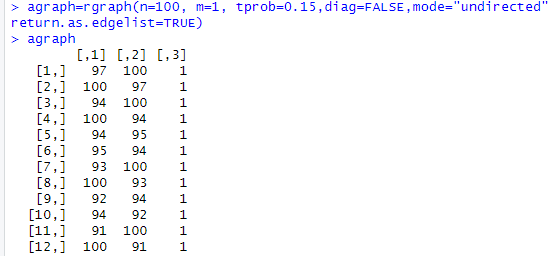 > agraph=rgraph(n=100, m=1, tprob=0.15,diag=FALSE,mode="undirected"
return.as.edgelist=TRUE)
> agraph
[,1] [,2] [,3]
[1,] 97 100 1
[2,] 100 97 1
[3,] 94 100 1
[4,] 100 94 1
[5,] 94 95 1
[6,] 95 94 1
[7,] 93 100 1
[8,] 100 93 1
[9,] 92 94 1
[10,] 94 92 1
[11,] 91 100 1
[12,] 100 91 1